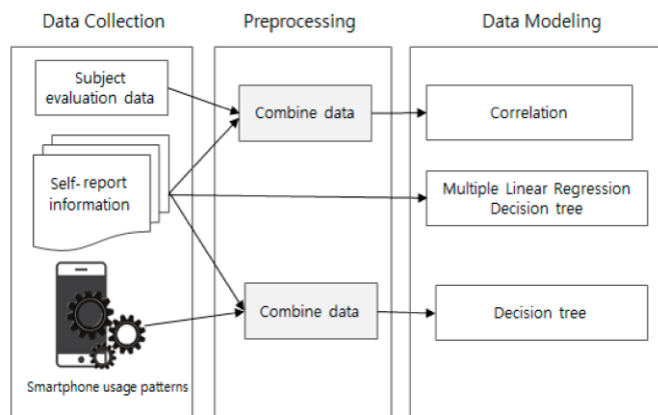 Data Collection
Preprocessing
Data Modeling
Subject
evaluation data
Combine data
Correlation
Self-report
information
Multiple Linear Regression
Decision tree
Combine data
Decision tree
Smartphone usage patterns